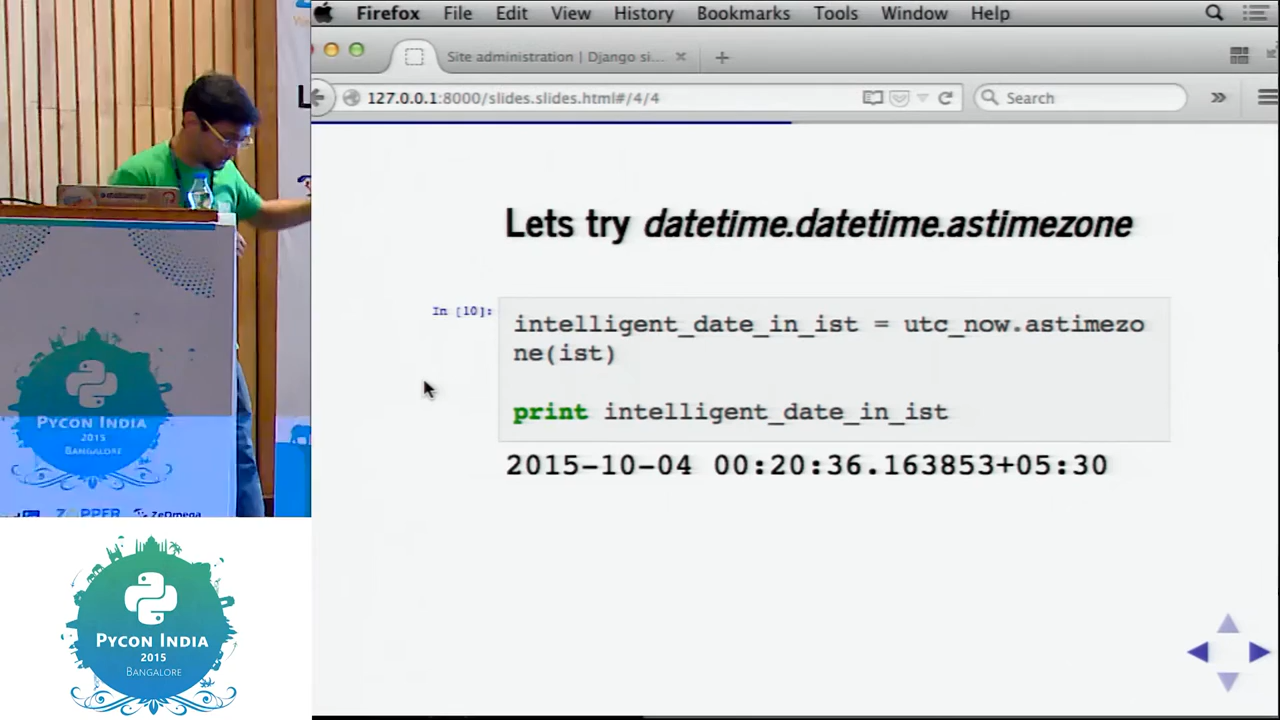 Firefox File Edit View History Bookmarks Tools Window Help
Site administration | Django si...
127.0.0.1:8000/slides.slides.html#/4/4
Search
Lets try datetime.datetime.astimezone
In [10]:
intelligent_date_in_ist = utc_now.astimezo
ne(ist)
print intelligent_date_in_ist
2015-10-04 00:20:36.163853+05:30
PYCON INDIA
2015
BANGALORE
ZAPPER
ZeOmega
PYCON INDIA
2015
BANGALORE